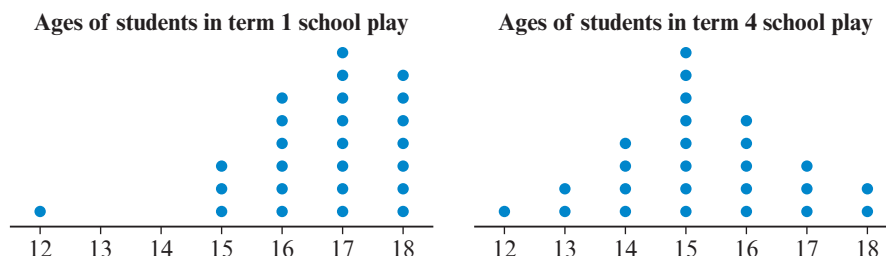 Ages of students in term 1 school play
12 13 14 15 16 17 18
Ages of students in term 4 school play
12 13 14 15 16 17 18